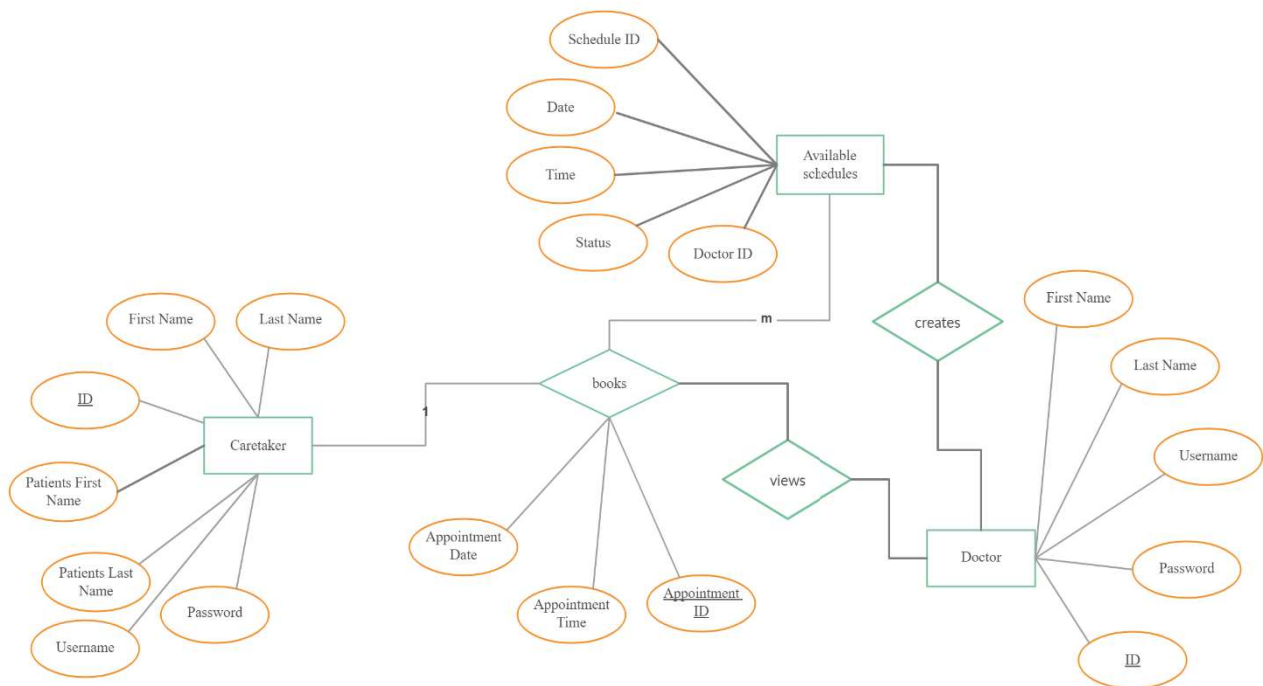 Schedule ID
Date
Available
schedules
Time
Status
Doctor ID
First Name
First Name
Last Name
m
creates
Last Name
books
ID
1
Caretaker
Username
Patients First
Name
views
Appointment
Date
Doctor
Password
Patients Last
Name
Password
Appointment
Time
Appointment
ID
Username
ID